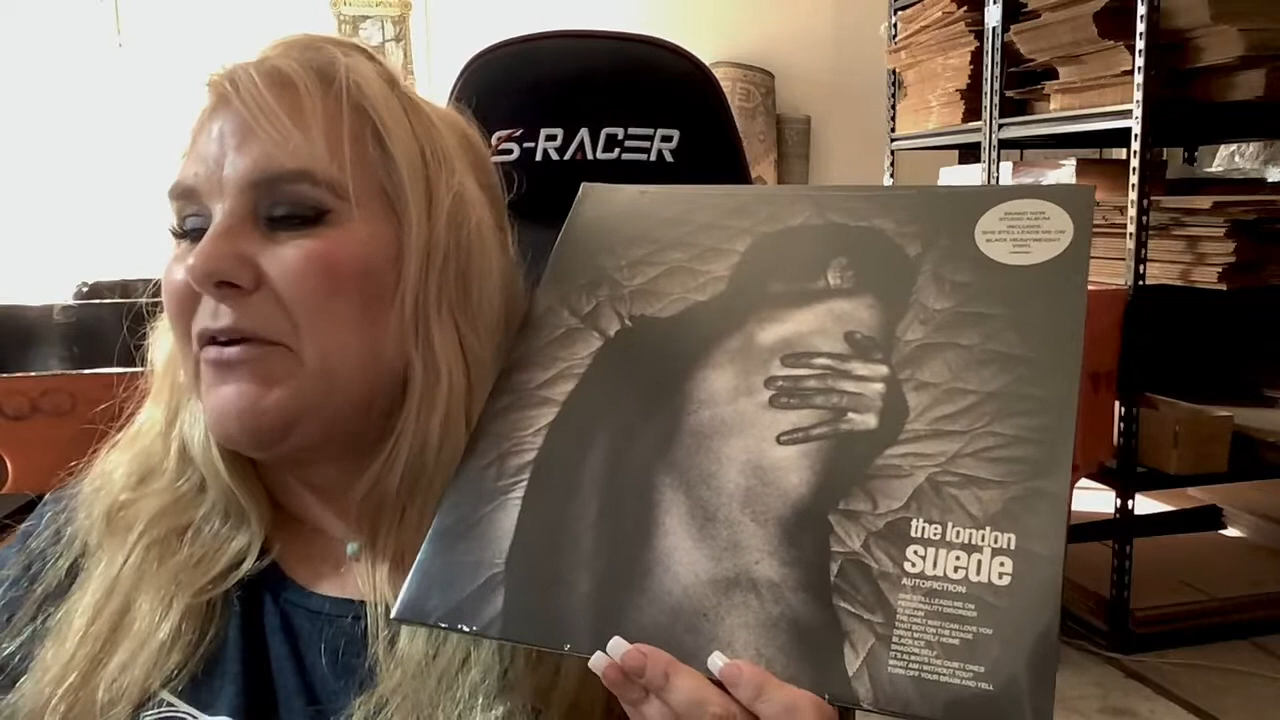 S-RACER
BRAND NEW
STUDIO ALBUM
INCLUDES:
SHE STILL LEADS ME ON
BLACK HEAVYWEIGHT
VINYL
the london
suede
AUTOFICTION
SHE STILL LEADS ME ON
PERSONALITY DISORDER
15 AGAIN
THE ONLY WAY I CAN LOVE YOU
THAT BOY ON THE STAGE
DRIVE MYSELF HOME
BLACK ICE
SHADOW SELF
IT'S ALWAYS THE QUIET ONES
WHAT AM I WITHOUT YOU?
TURN OFF YOUR BRAIN AND YELL